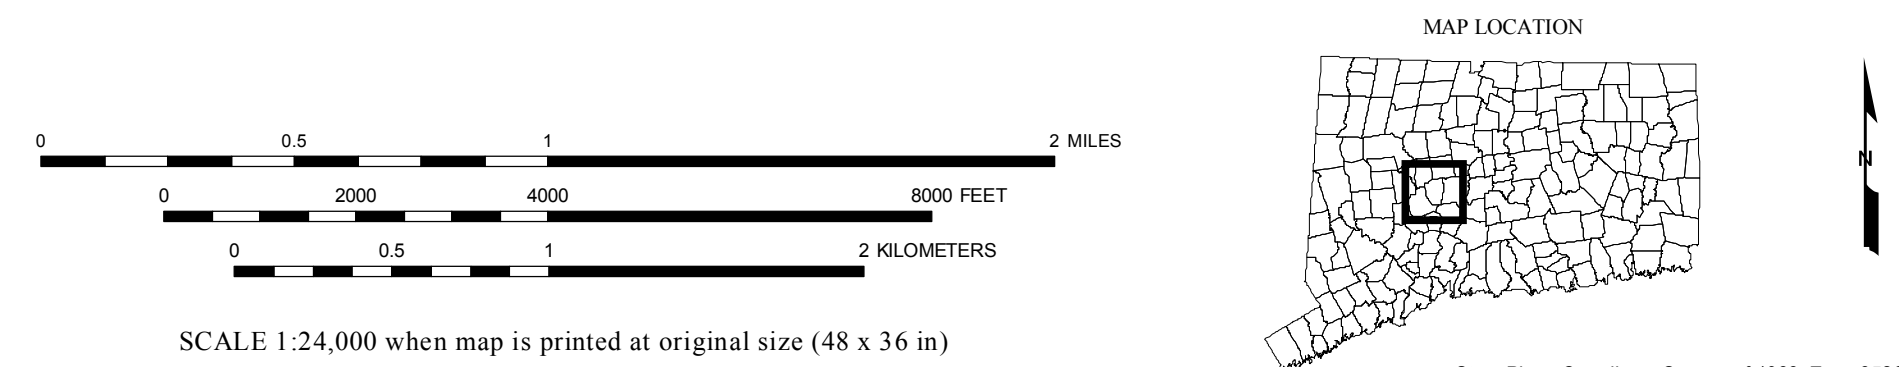 MAP LOCATION
0 0.5 1 2 MILES
0 2000 4000 8000 FEET
0 0.5 1 2 KILOMETERS
N
SCALE 1:24,000 when map is printed at original size (48 x 36 in)